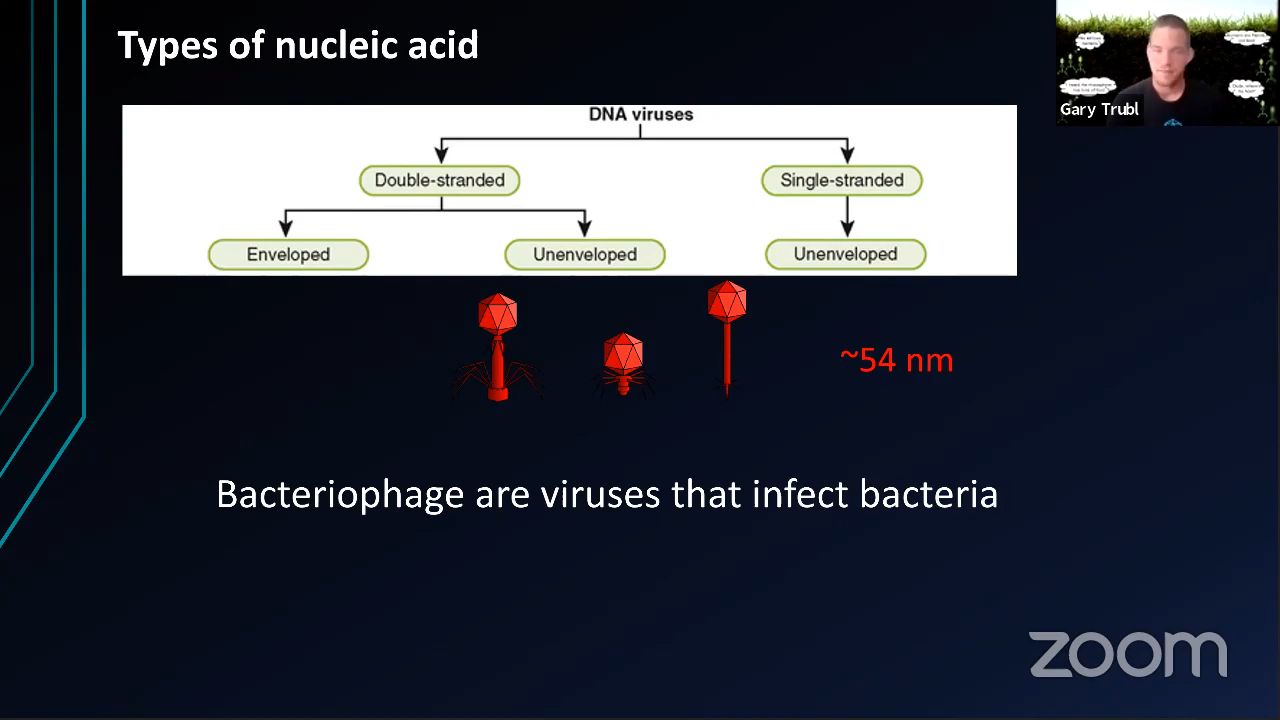 Types of nucleic acid
Gary Trubl
DNA viruses
Double-stranded
Single-stranded
Enveloped
Unenveloped
Unenveloped
~54 nm
Bacteriophage are viruses that infect bacteria
zoom